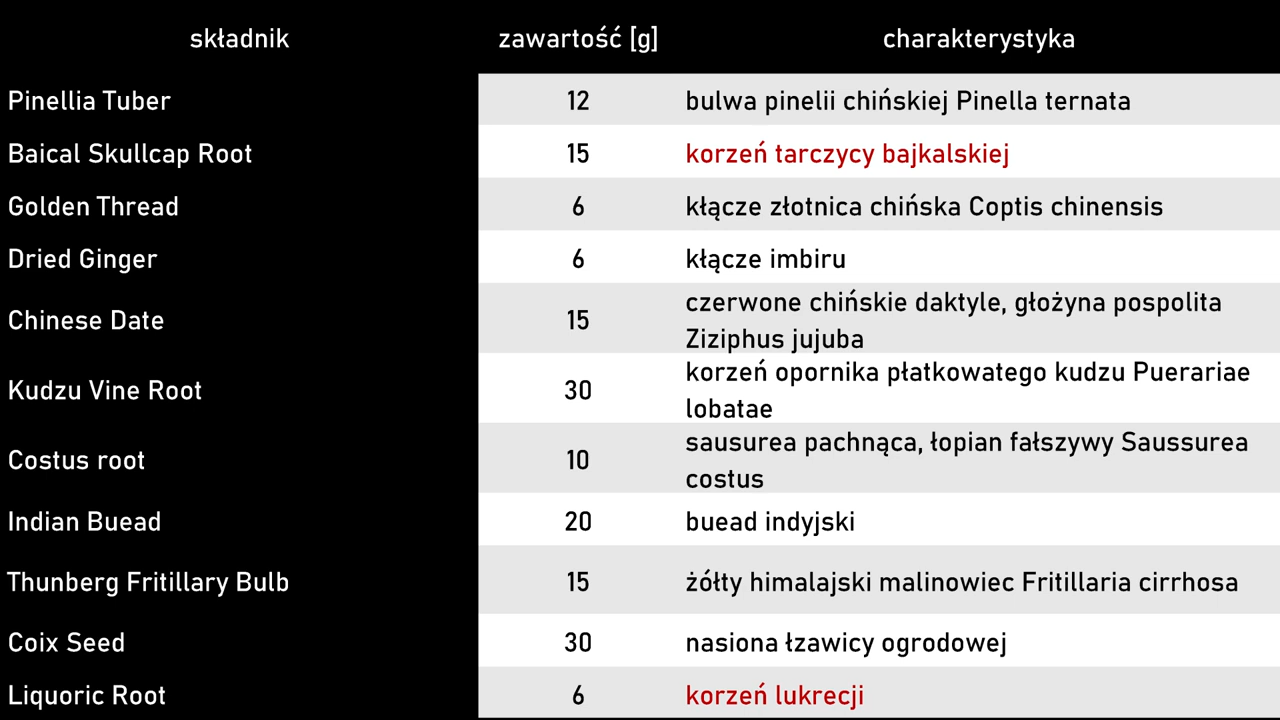 składnik zawartość [g] charakterystyka
Pinellia Tuber 12 bulwa pinelii chińskiej Pinella ternata
Baical Skullcap Root 15 korzeń tarczycy bajkalskiej
Golden Thread 6 kłącze złotnica chińska Coptis chinensis
Dried Ginger 6 kłącze imbiru
Chinese Date 15 czerwone chińskie daktyle, głożyna pospolita
Ziziphus jujuba
Kudzu Vine Root 30 korzeń opornika płatkowatego kudzu Puerariae
lobatae
Costus root 10 sausurea pachnąca, łopian fałszywy Saussurea
costus
Indian Buead 20 buead indyjski
Thunberg Fritillary Bulb 15 żółty himalajski malinowiec Fritillaria cirrhosa
Coix Seed 30 nasiona łzawicy ogrodowej
Liquoric Root 6 korzeń lukrecji